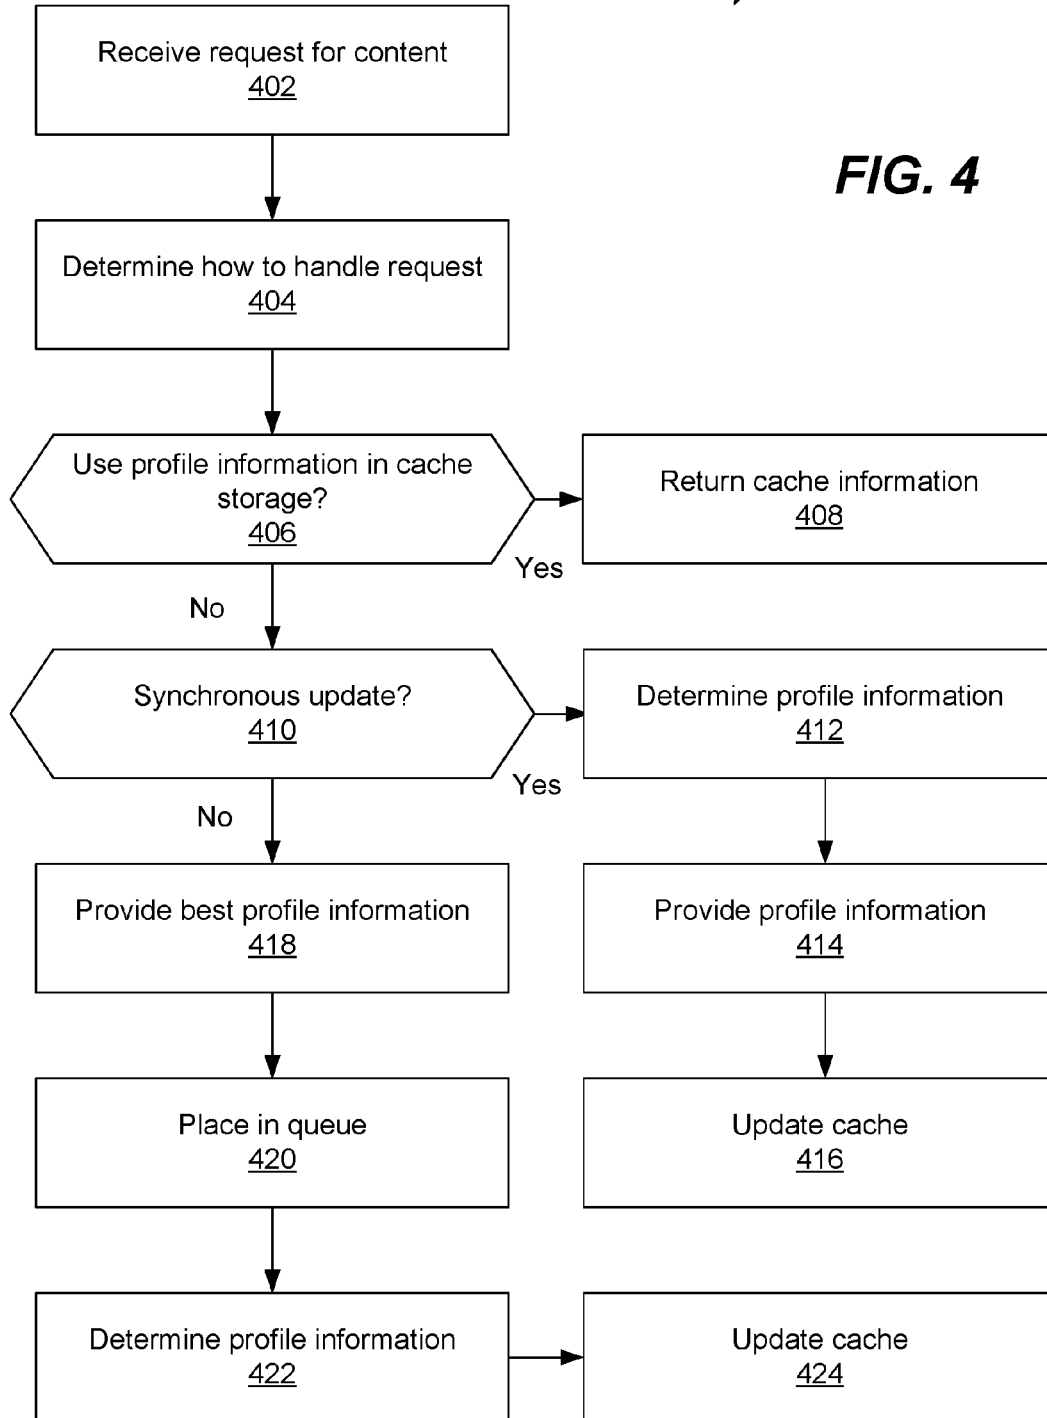 Receive request for content
402
FIG. 4
Determine how to handle request
404
Use profile information in cache
storage?
406
Yes
Return cache information
408
No
Synchronous update?
410
Yes
Determine profile information
412
No
Provide best profile information
418
Provide profile information
414
Place in queue
420
Update cache
416
Determine profile information
422
Update cache
424